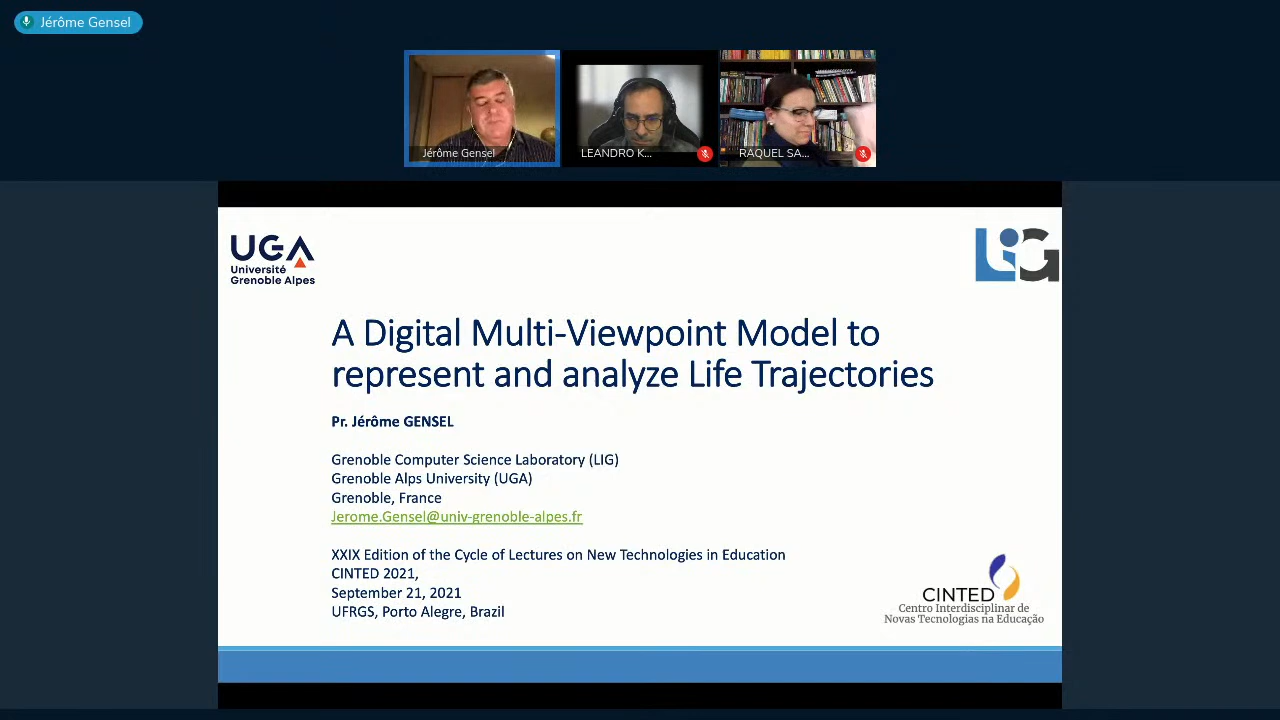 Jérôme Gensel
Jérôme Gensel
LEANDRO K...
RAQUEL SA...
UGA
Université
Grenoble Alpes
LiG
A Digital Multi-Viewpoint Model to
represent and analyze Life Trajectories
Pr. Jérôme GENSEL
Grenoble Computer Science Laboratory (LIG)
Grenoble Alps University (UGA)
Grenoble, France
Jerome.Gensel@univ-grenoble-alpes.fr
XXIX Edition of the Cycle of Lectures on New Technologies in Education
CINTED 2021,
September 21, 2021
UFRGS, Porto Alegre, Brazil
CINTED
Centro Interdisciplinar de
Novas Tecnologias na Educação